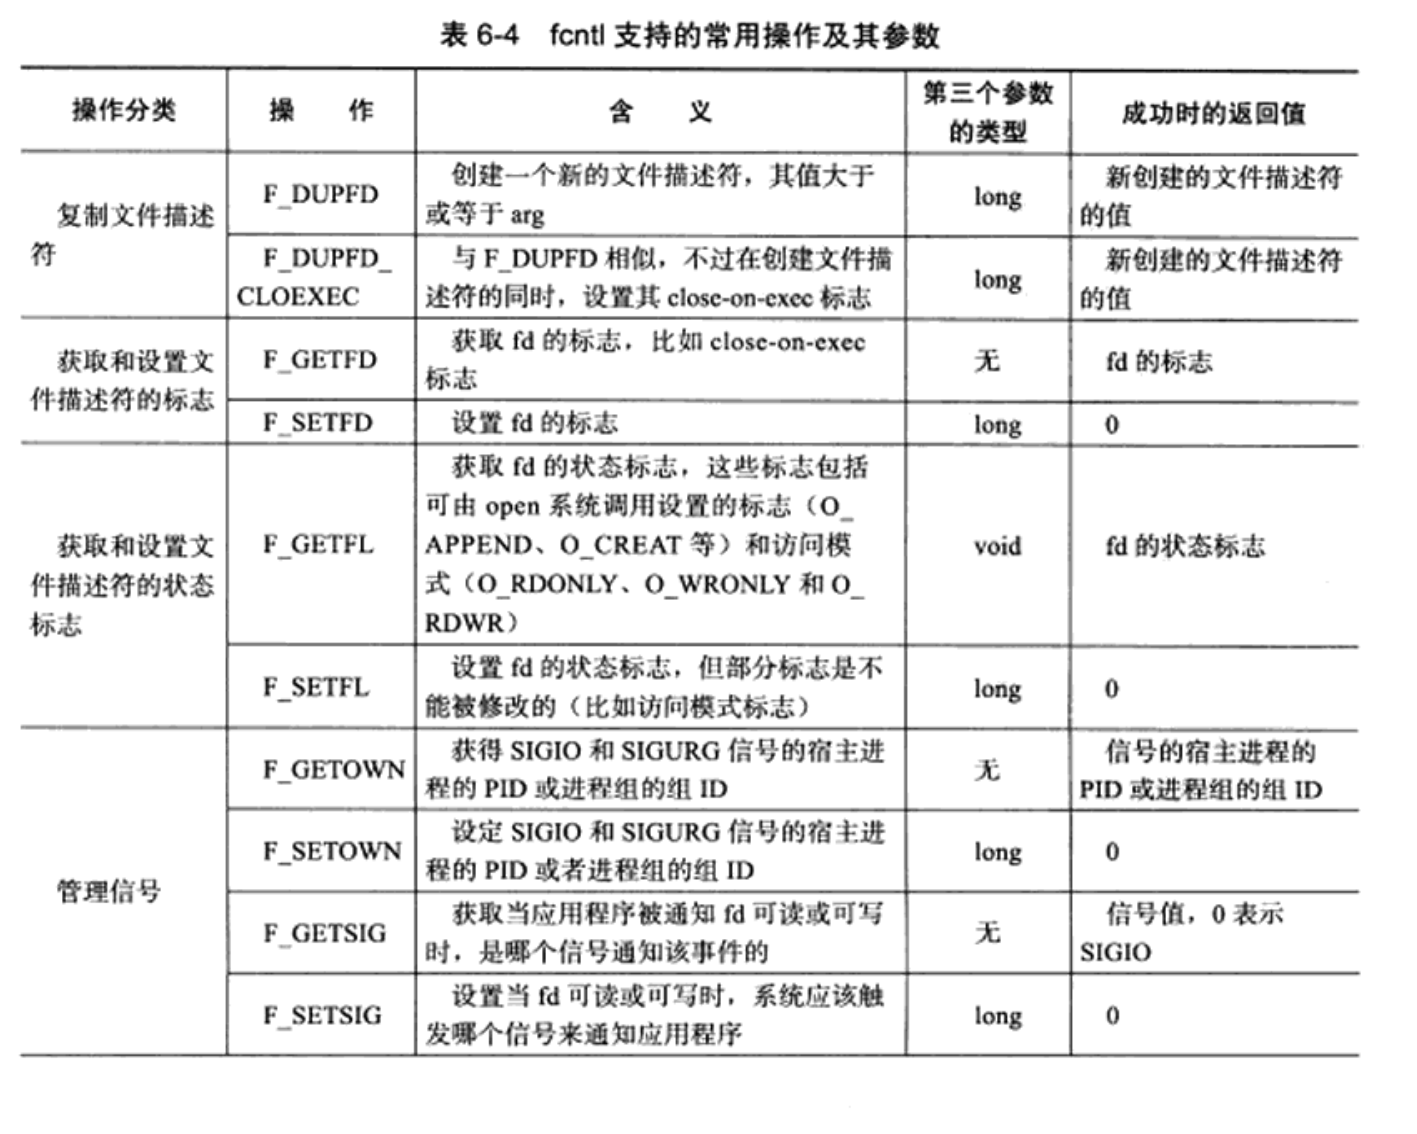 表 6-4 fcntl 支持的常用操作及其参数
操作分类 操 作 含 义 第三个参数的类型 成功时的返回值
复制文件描述
符
F_DUPFD
创建一个新的文件描述符，其值大于
或等于 arg
long
新创建的文件描述符
的值
F_DUPFD_
CLOEXEC
与 F_DUPFD 相似，不过在创建文件描
述符的同时，设置其 close-on-exec 标志
long
新创建的文件描述符
的值
获取和设置文
件描述符的标志
F_GETFD
获取 fd 的标志，比如 close-on-exec
标志
无
fd 的标志
F_SETFD
设置 fd 的标志
long
0
获取和设置文
件描述符的状态
标志
F_GETFL
获取 fd 的状态标志，这些标志包括
可由 open 系统调用设置的标志（O_
APPEND、O_CREAT 等）和访问模
式（O_RDONLY、O_WRONLY 和 O_
RDWR）
void
fd 的状态标志
F_SETFL
设置 fd 的状态标志，但部分标志是不
能被修改的（比如访问模式标志）
long
0
管理信号
F_GETOWN
获得 SIGIO 和 SIGURG 信号的宿主进
程的 PID 或进程组的组 ID
无
信号的宿主进程的
PID 或进程组的组 ID
F_SETOWN
设定 SIGIO 和 SIGURG 信号的宿主进
程的 PID 或者进程组的组 ID
long
0
F_GETSIG
获取当应用程序被通知 fd 可读或可写
时，是哪个信号通知该事件的
无
信号值，0 表示
SIGIO
F_SETSIG
设置当 fd 可读或可写时，系统应该触
发哪个信号来通知应用程序
long
0